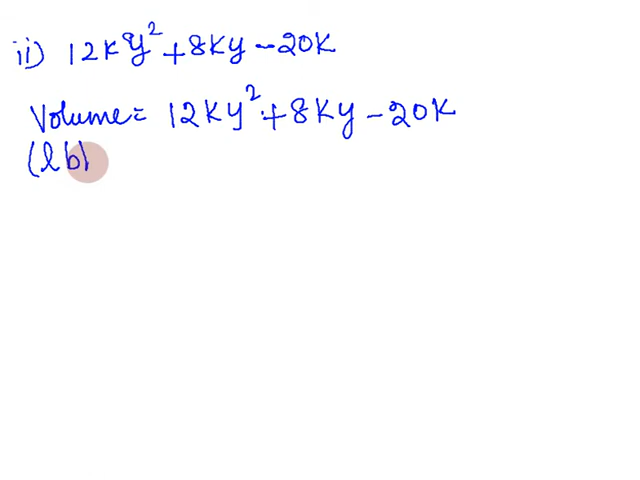 ii) 12ky² + 8ky - 20k
Volume = 12ky² + 8ky - 20k
(lb)